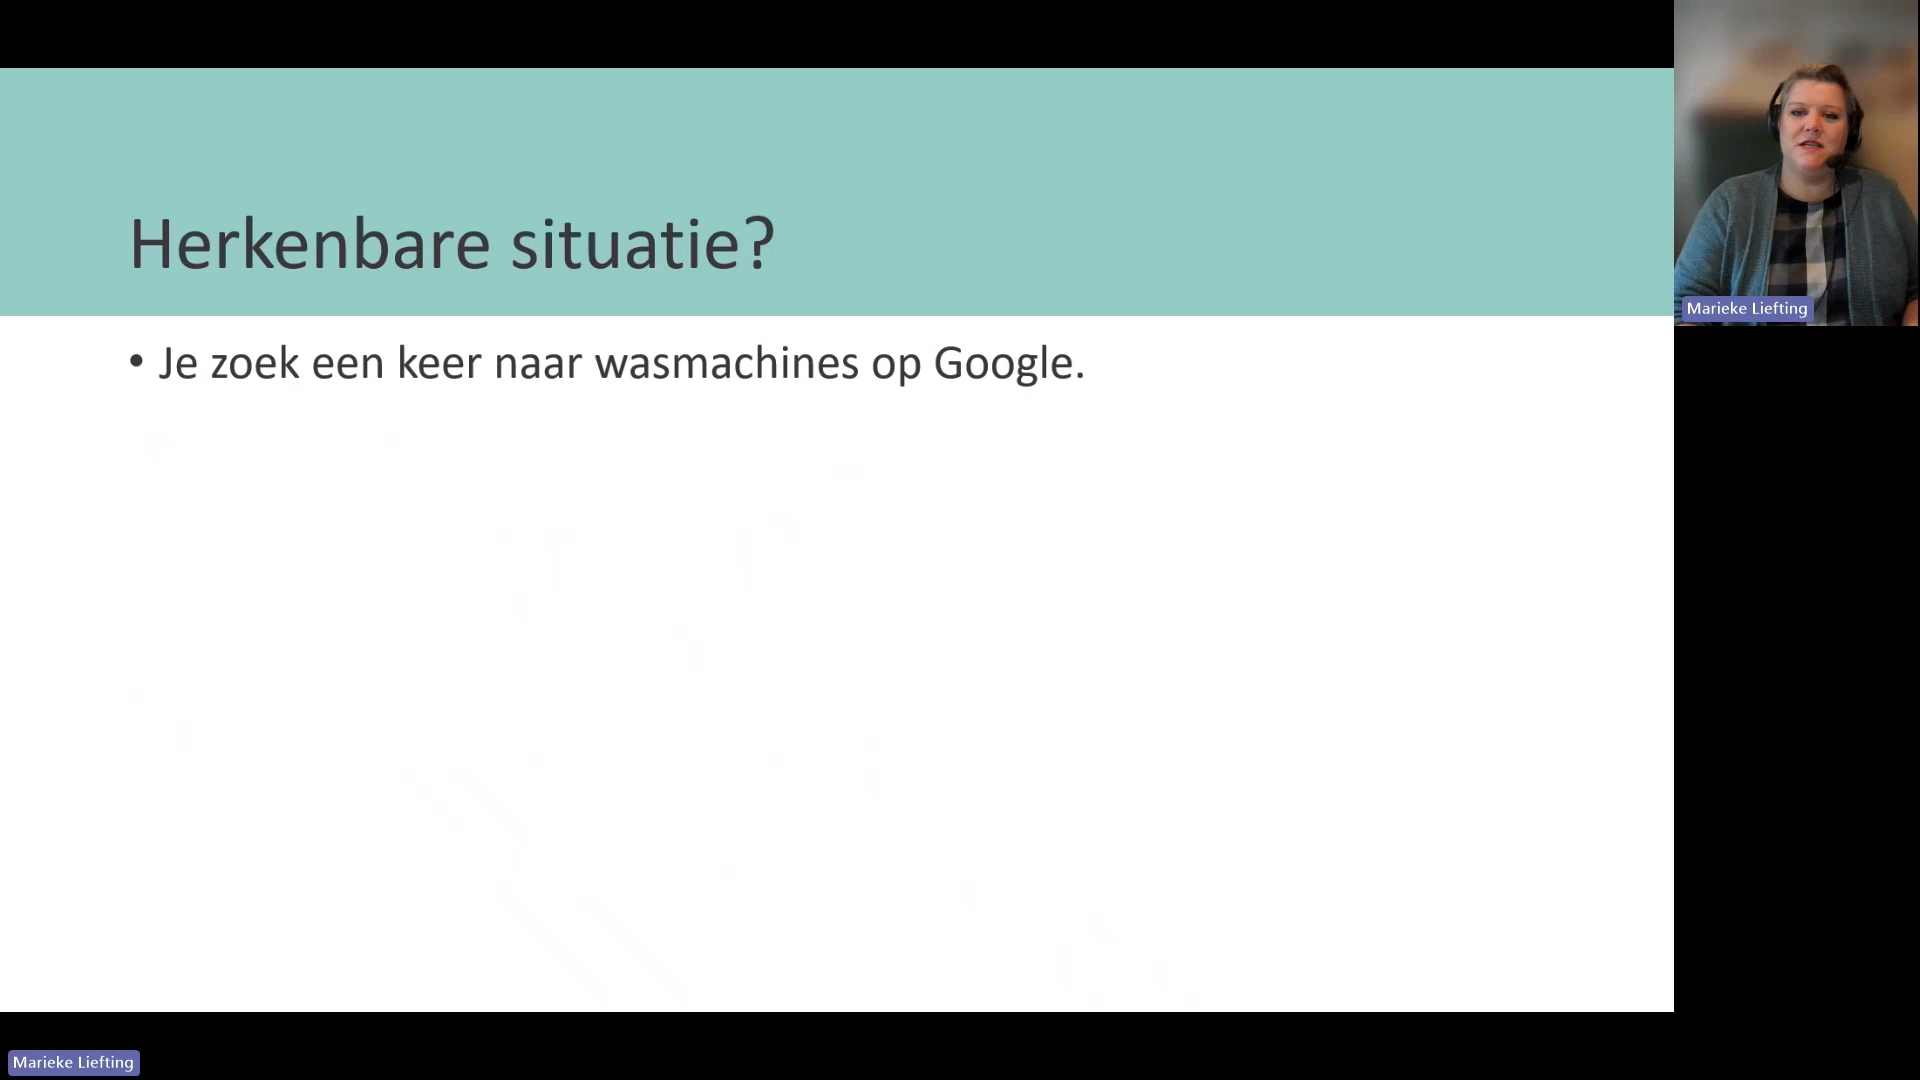 Herkenbare situatie?
• Je zoek een keer naar wasmachines op Google.
Marieke Liefting
Marieke Liefting